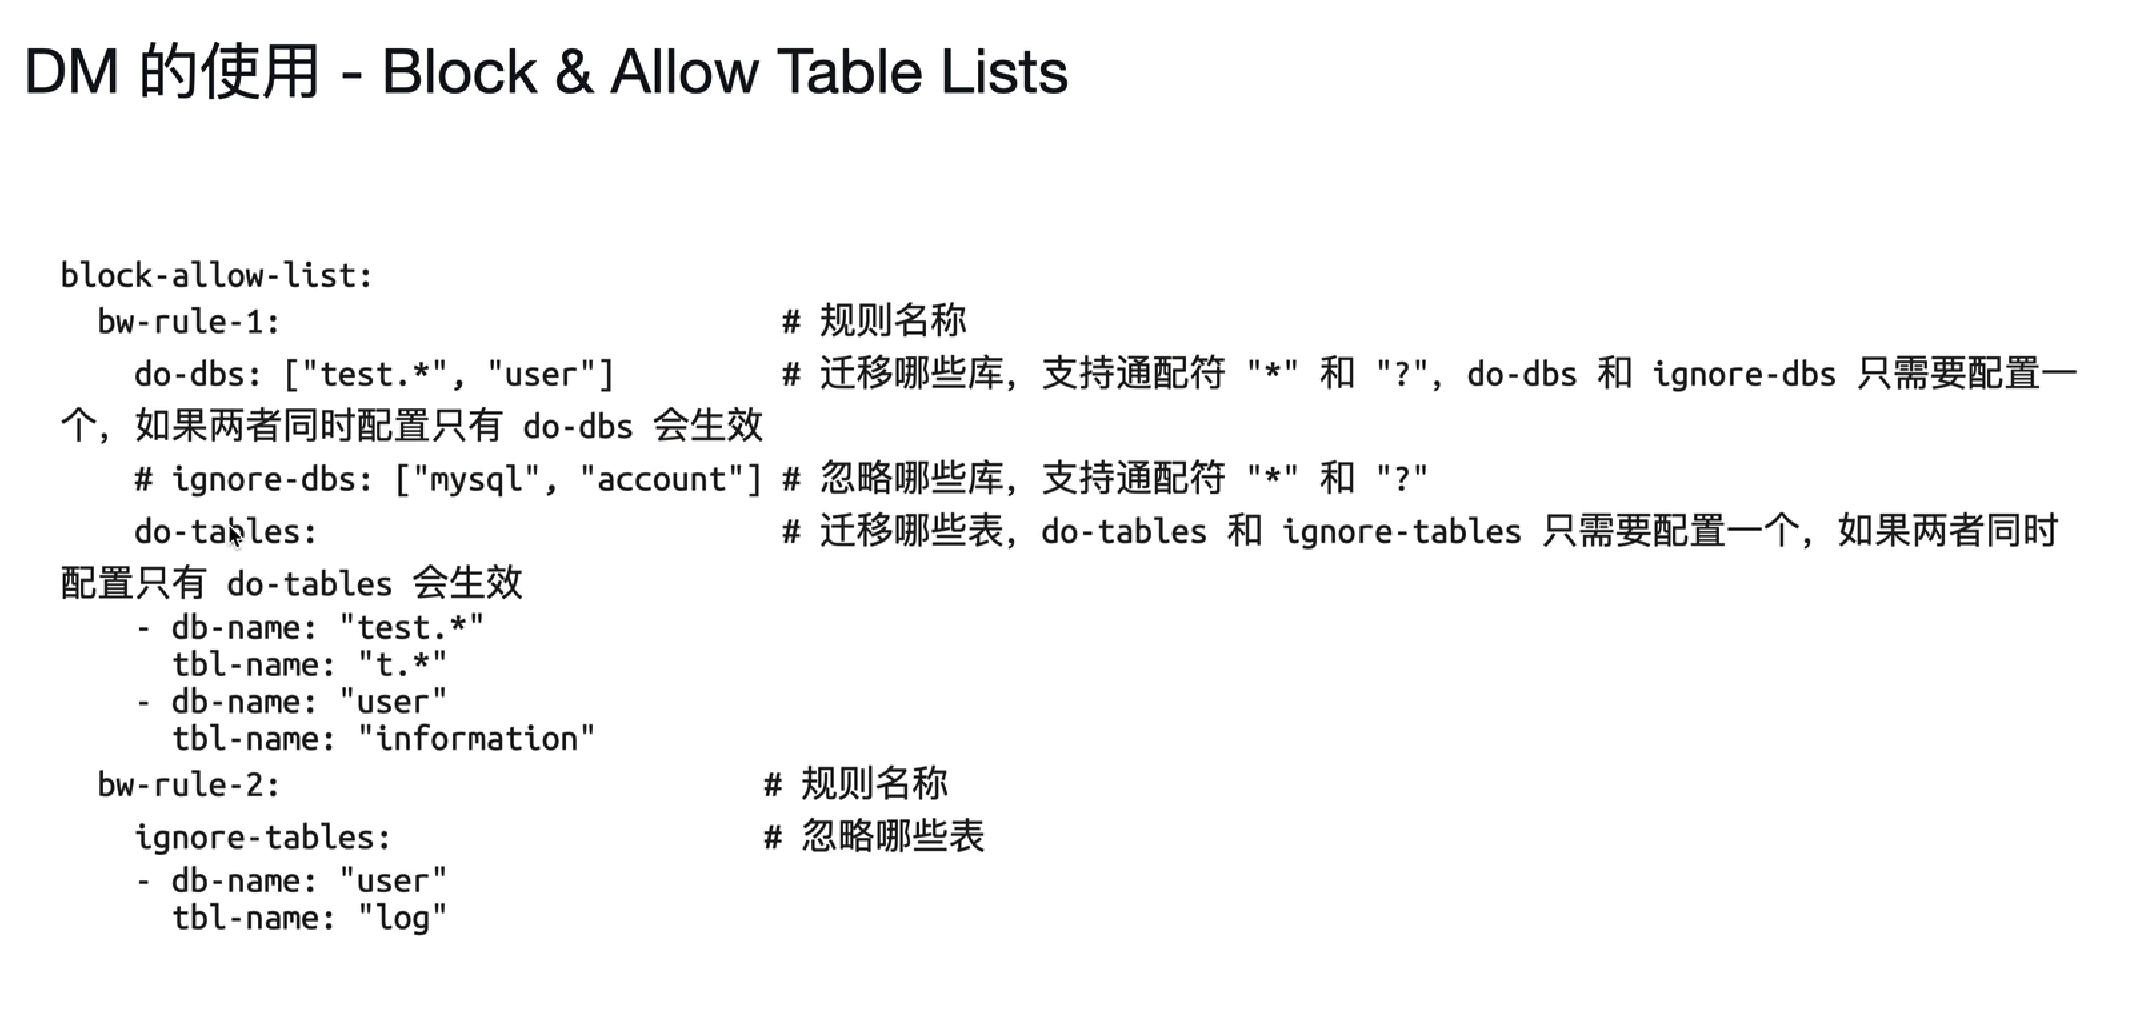 DM 的使用 - Block & Allow Table Lists
block-allow-list:
  bw-rule-1:                           # 规则名称
    do-dbs: ["test.*", "user"]         # 迁移哪些库，支持通配符 "*" 和 "?"，do-dbs 和 ignore-dbs 只需要配置一
个，如果两者同时配置只有 do-dbs 会生效
    # ignore-dbs: ["mysql", "account"] # 忽略哪些库，支持通配符 "*" 和 "?"
    do-tables:                         # 迁移哪些表，do-tables 和 ignore-tables 只需要配置一个，如果两者同时
配置只有 do-tables 会生效
    - db-name: "test.*"
      tbl-name: "t.*"
    - db-name: "user"
      tbl-name: "information"
  bw-rule-2:                          # 规则名称
    ignore-tables:                    # 忽略哪些表
    - db-name: "user"
      tbl-name: "log"